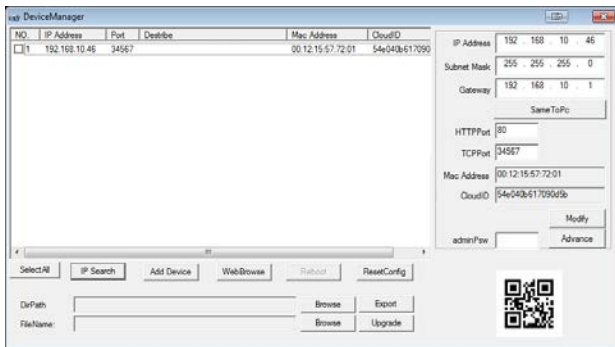 DeviceManager
NO. IP Address Port Destribe Mac Address CloudID
1 192.168.10.46 34567 00:12:15:57:72:01 54e040b617090
IP Address 192 . 168 . 10 . 46
Subnet Mask 255 . 255 . 255 . 0
Gateway 192 . 168 . 10 . 1
SameToPc
HTTPPort 80
TCPPort 34567
Mac Address 00:12:15:57:72:01
CloudID 54e040b617090d5b
Modify
adminPsw Advance
SelectAll IP Search Add Device WebBrowse Reboot ResetConfig
DirPath Browse Export
FileName: Browse Upgrade